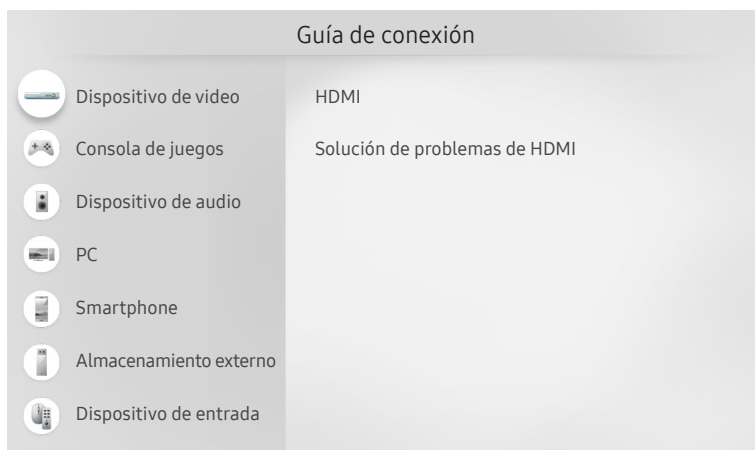 Guía de conexión
Dispositivo de video
Consola de juegos
Dispositivo de audio
PC
Smartphone
Almacenamiento externo
Dispositivo de entrada
HDMI
Solución de problemas de HDMI